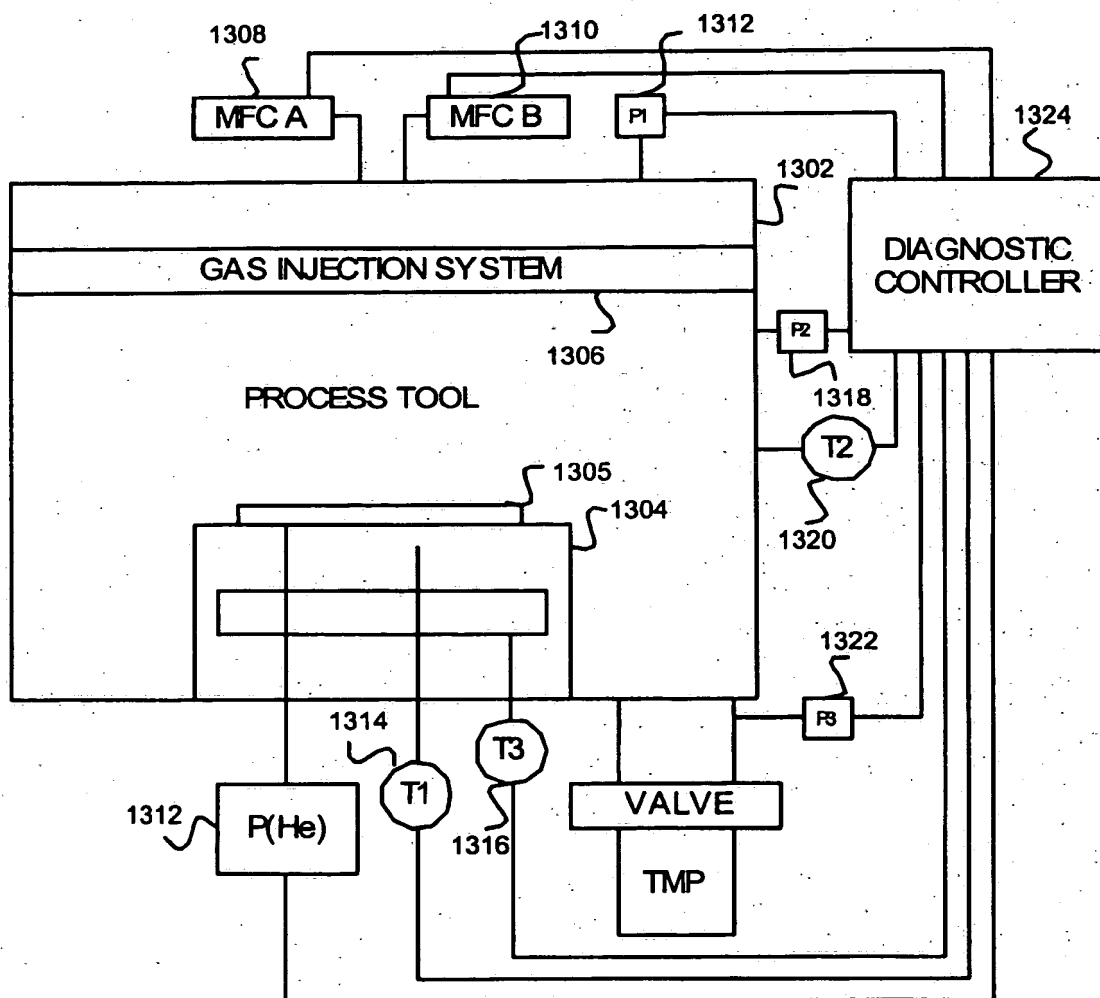 1308
1310
1312
MFC A
MFC B
P1
1324
1302
GAS INJECTION SYSTEM
DIAGNOSTIC
CONTROLLER
P2
1306
1318
PROCESS TOOL
T2
1305
1304
1320
1322
P3
1314
T3
T1
1312
P(He)
1316
VALVE
TMP